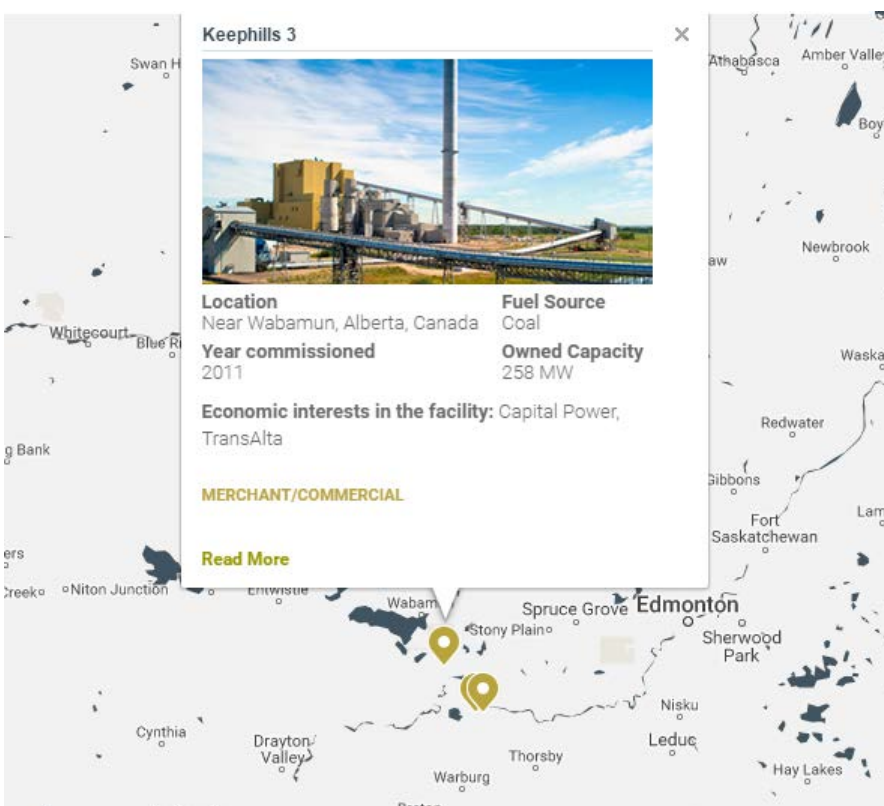 Keephills 3
×
Swan H
Athabasca
Amber Valley
Boy
Newbrook
aw
Whitecourt
Blue Ri
Location
Near Wabamun, Alberta, Canada
Fuel Source
Coal
Year commissioned
2011
Owned Capacity
258 MW
Waska
Economic interests in the facility: Capital Power,
TransAlta
Redwater
g Bank
Gibbons
MERCHANT/COMMERCIAL
Fort
Saskatchewan
Lam
Read More
ers
Creek
Niton Junction
Entwistle
Wabam
Spruce Grove
Edmonton
Stony Plain
Sherwood
Park
Nisku
Cynthia
Drayton
Valley
Leduc
Thorsby
Warburg
Hay Lakes